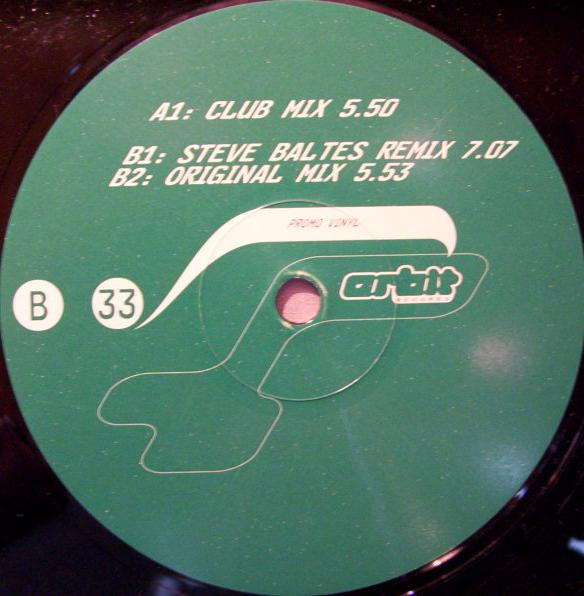 A1: CLUB MIX 5.50
B1: STEVE BALTES REMIX 7.07
B2: ORIGINAL MIX 5.53
PROMO VINYL
B 33 orbit
RECORDS